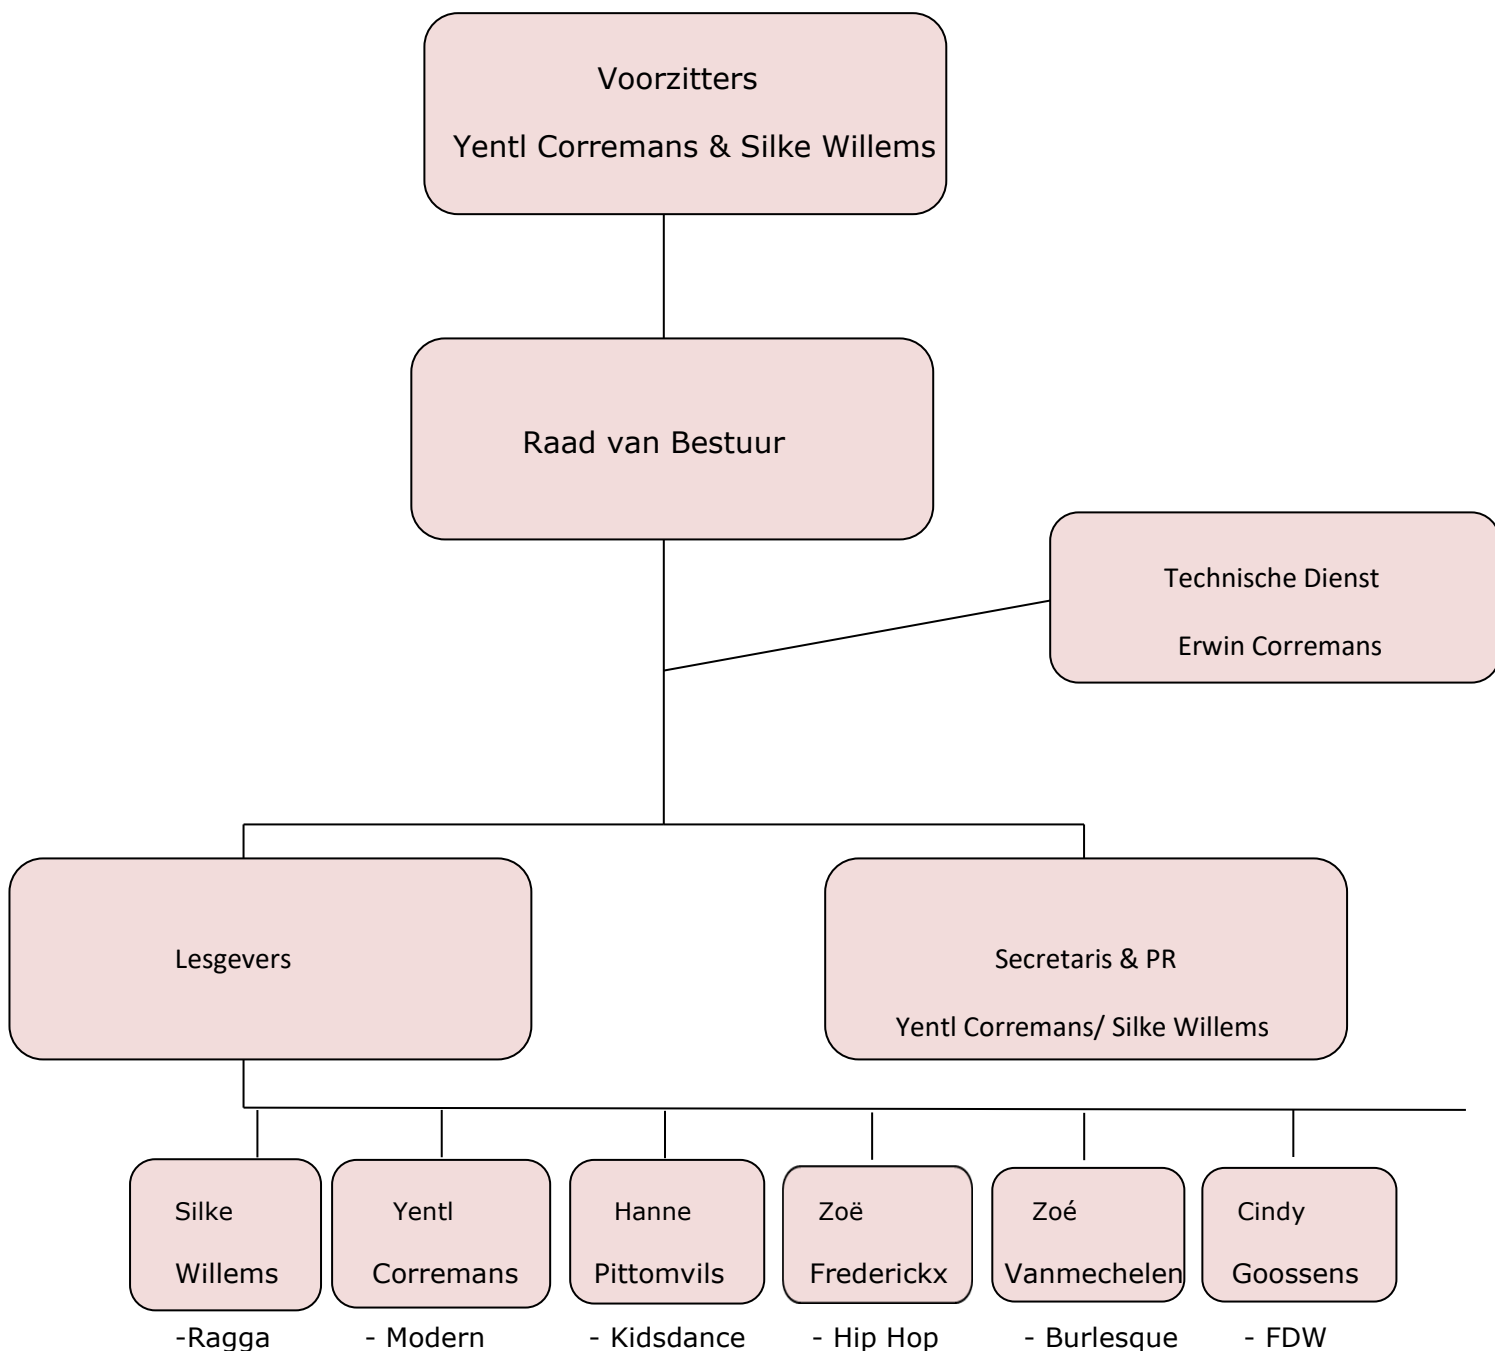 Voorzitters
Yentl Corremans & Silke Willems
Raad van Bestuur
Technische Dienst
Erwin Corremans
Lesgevers
Secretaris & PR
Yentl Corremans/ Silke Willems
Silke
Willems
-Ragga
Yentl
Corremans
- Modern
Hanne
Pittomvils
- Kidsdance
Zoë
Frederickx
- Hip Hop
Zoé
Vanmechelen
- Burlesque
Cindy
Goossens
- FDW